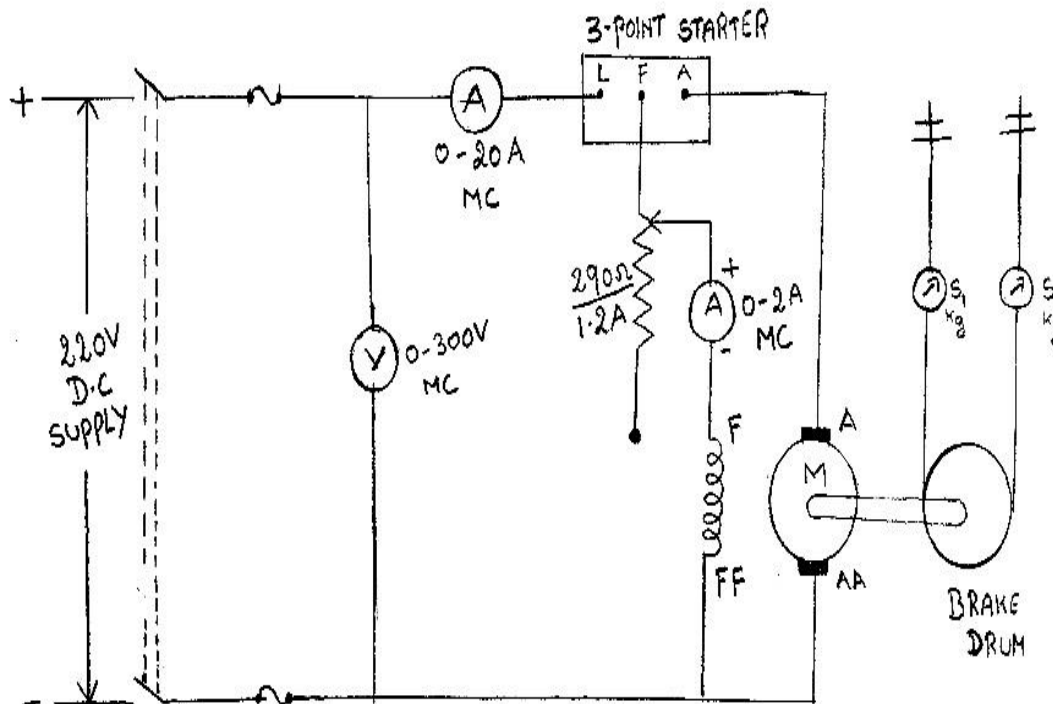 3-POINT STARTER
L F A
+
A
0-20A
MC
290Ω
1.2A
+
A
0-2A
MC
-
S1
kg
S
k
220V
D.C
SUPPLY
V
0-300V
MC
F
A
M
FF
AA
BRAKE
DRUM
-